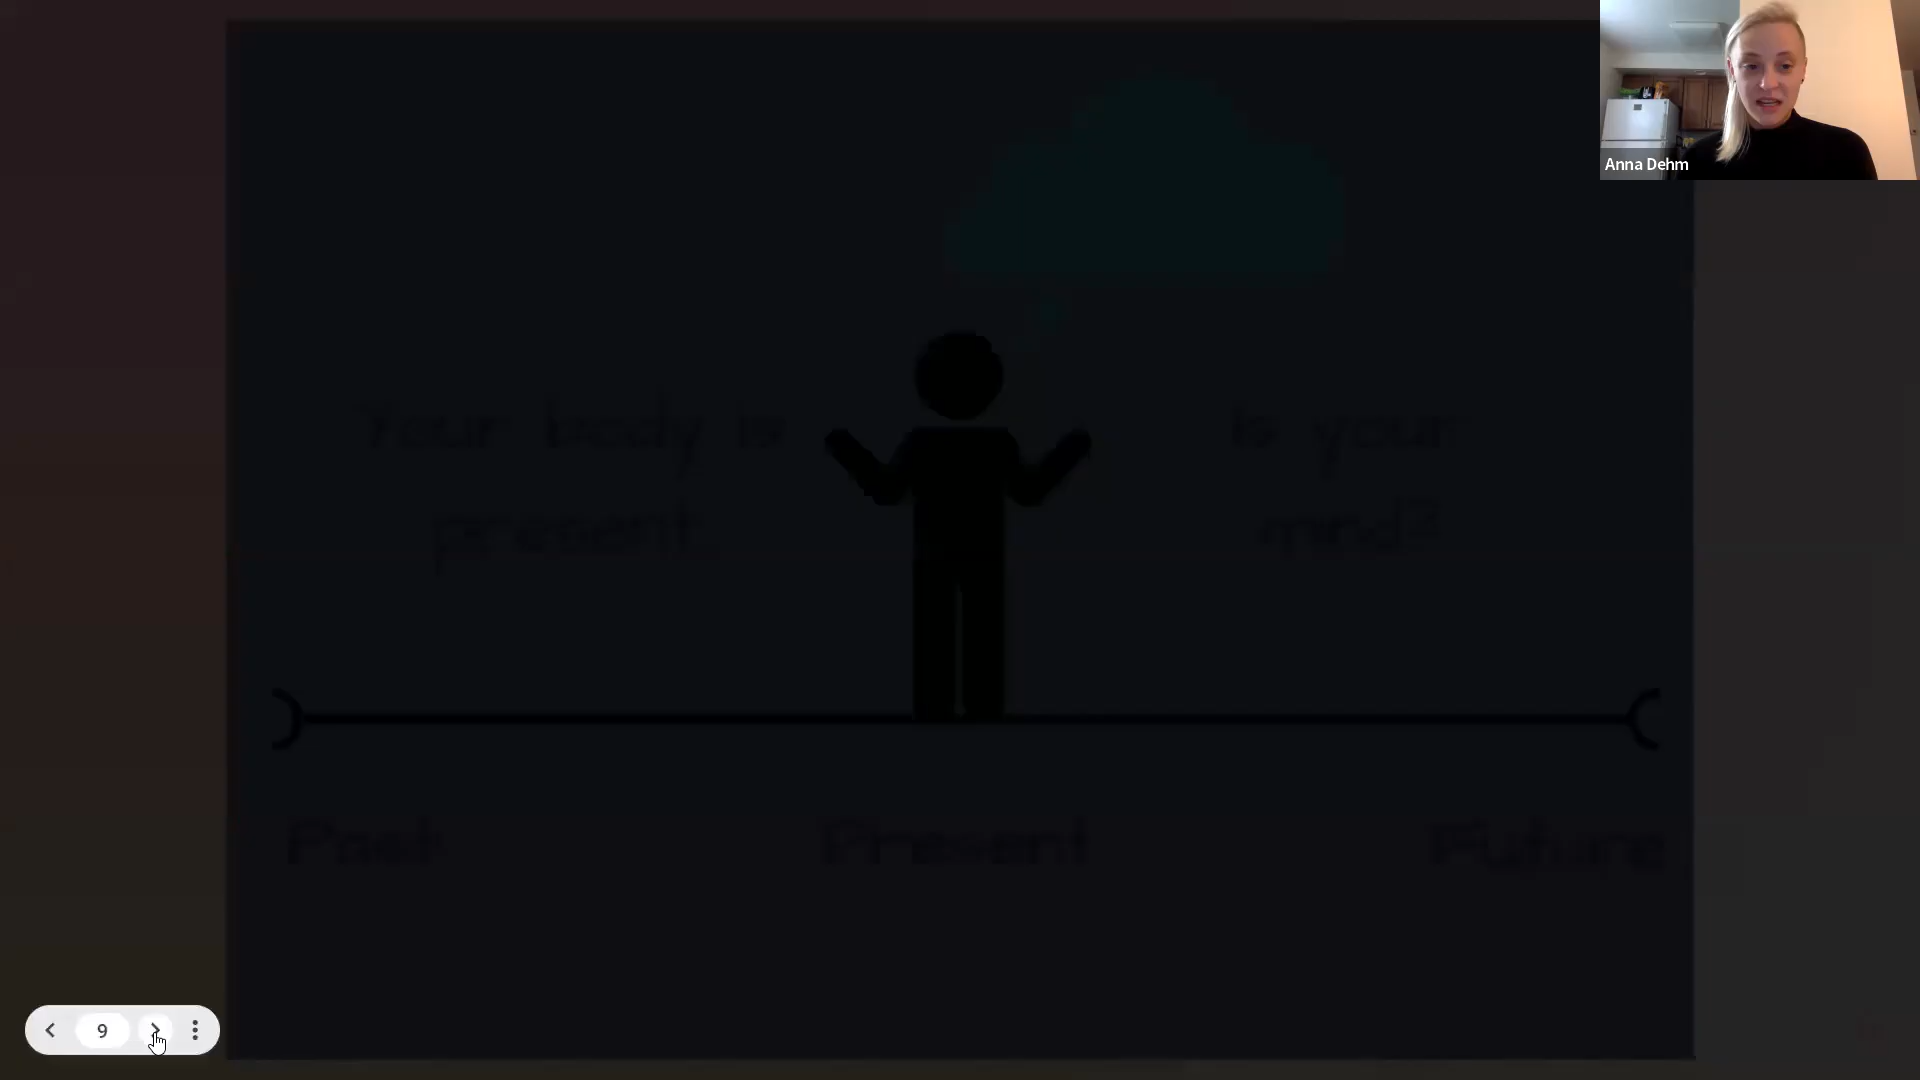 Anna Dehm
Your body is
present
Is your
mind?
Past
Present
Future
9